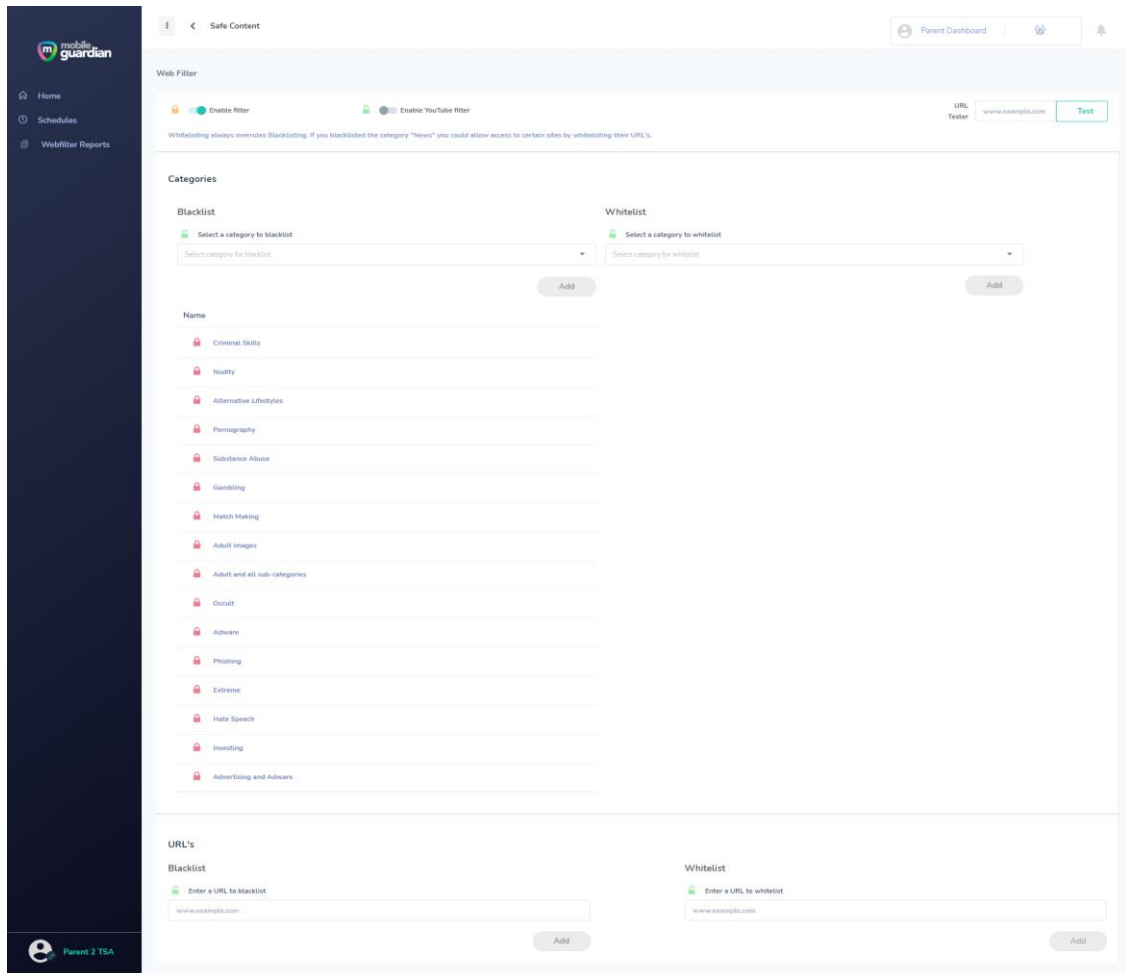 mobile
guardian
Home
Schedules
Webfilter Reports
Parent 2 TSA
Safe Content
Parent Dashboard
Web Filter
Enable filter
Enable YouTube filter
URL
Tester
www.example.com
Test
Whitelisting always overrules Blacklisting. If you blacklisted the category "News" you could allow access to certain sites by whitelisting their URL's.
Categories
Blacklist
Select a category to blacklist
Select category for blacklist
Add
Whitelist
Select a category to whitelist
Select category for whitelist
Add
Name
Criminal Skills
Nudity
Alternative Lifestyles
Pornography
Substance Abuse
Gambling
Match Making
Adult images
Adult and all sub-categories
Occult
Adware
Phishing
Extreme
Hate Speech
Investing
Advertising and Adware
URL's
Blacklist
Enter a URL to blacklist
www.example.com
Add
Whitelist
Enter a URL to whitelist
www.example.com
Add